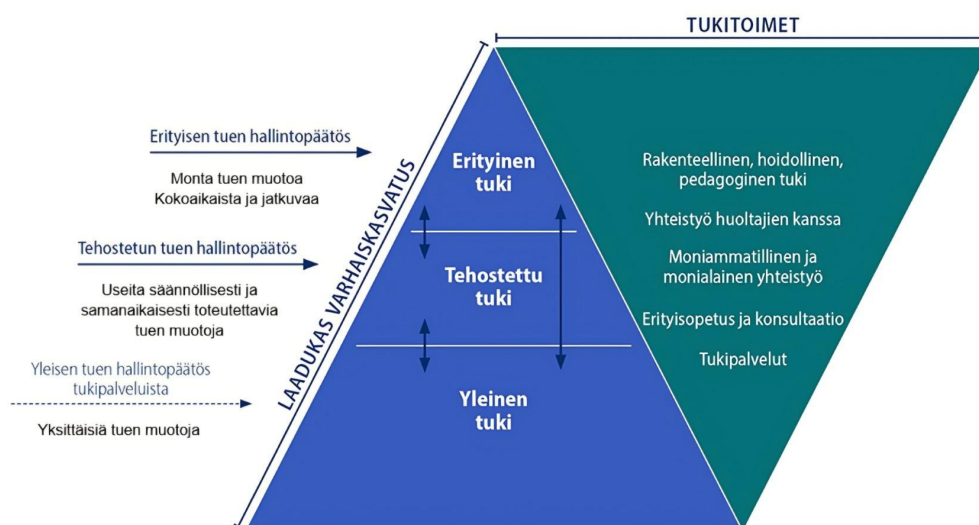 TUKITOIMET
LAADUKAS VARHAISKASVATUS
Erityisen tuen hallintopäätös
Monta tuen muotoa
Kokoaikaista ja jatkuvaa
Tehostetun tuen hallintopäätös
Useita säännöllisesti ja
samanaikaisesti toteutettavia
tuen muotoja
Yleisen tuen hallintopäätös
tukipalveluista
Yksittäisiä tuen muotoja
Erityinen
tuki
Tehostettu
tuki
Yleinen
tuki
Rakenteellinen, hoidollinen,
pedagoginen tuki
Yhteistyö huoltajien kanssa
Moniammatillinen ja
monialainen yhteistyö
Erityisopetus ja konsultaatio
Tukipalvelut